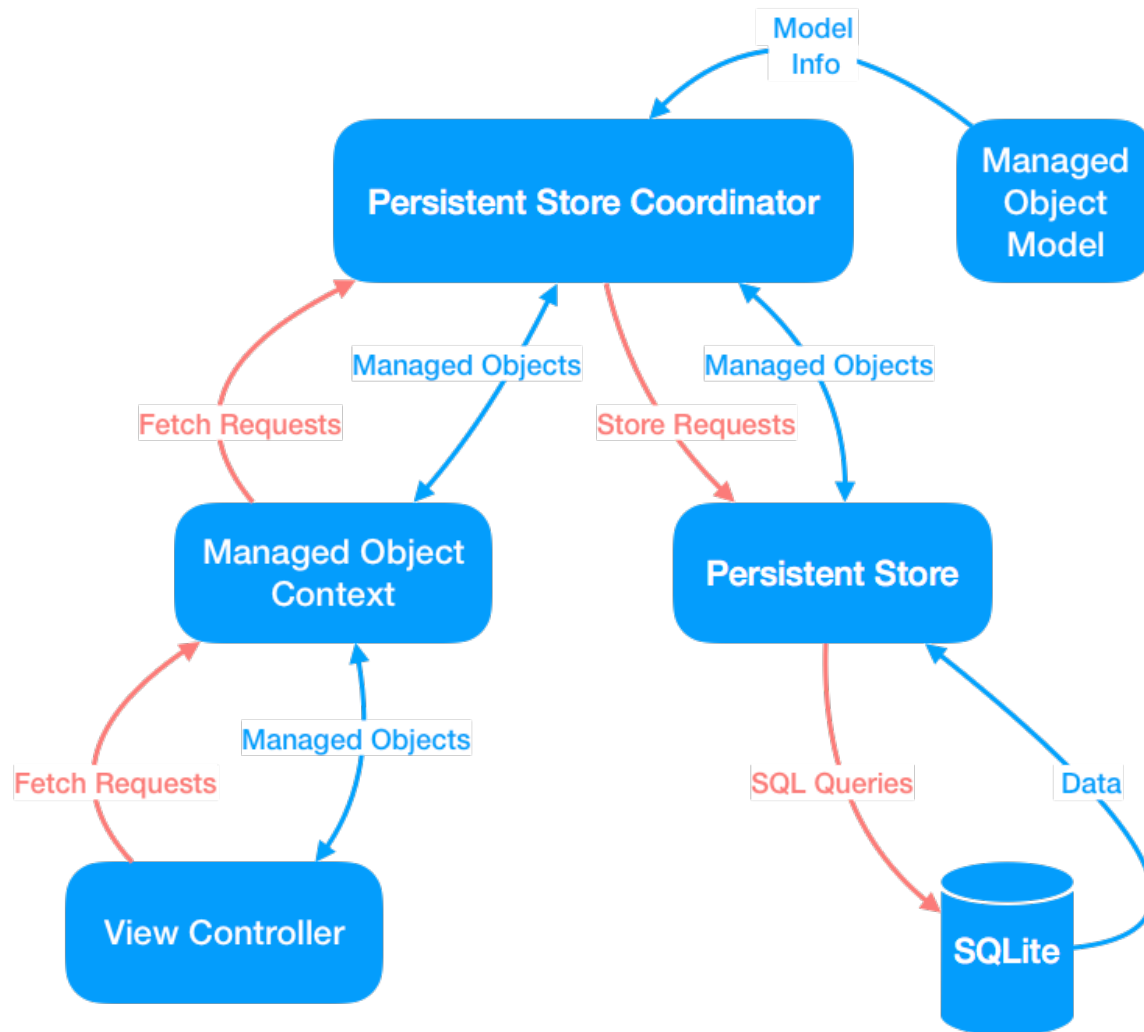 Model
Info
Persistent Store Coordinator
Managed
Object
Model
Managed Objects
Managed Objects
Fetch Requests
Store Requests
Managed Object
Context
Persistent Store
Managed Objects
Fetch Requests
SQL Queries
Data
View Controller
SQLite